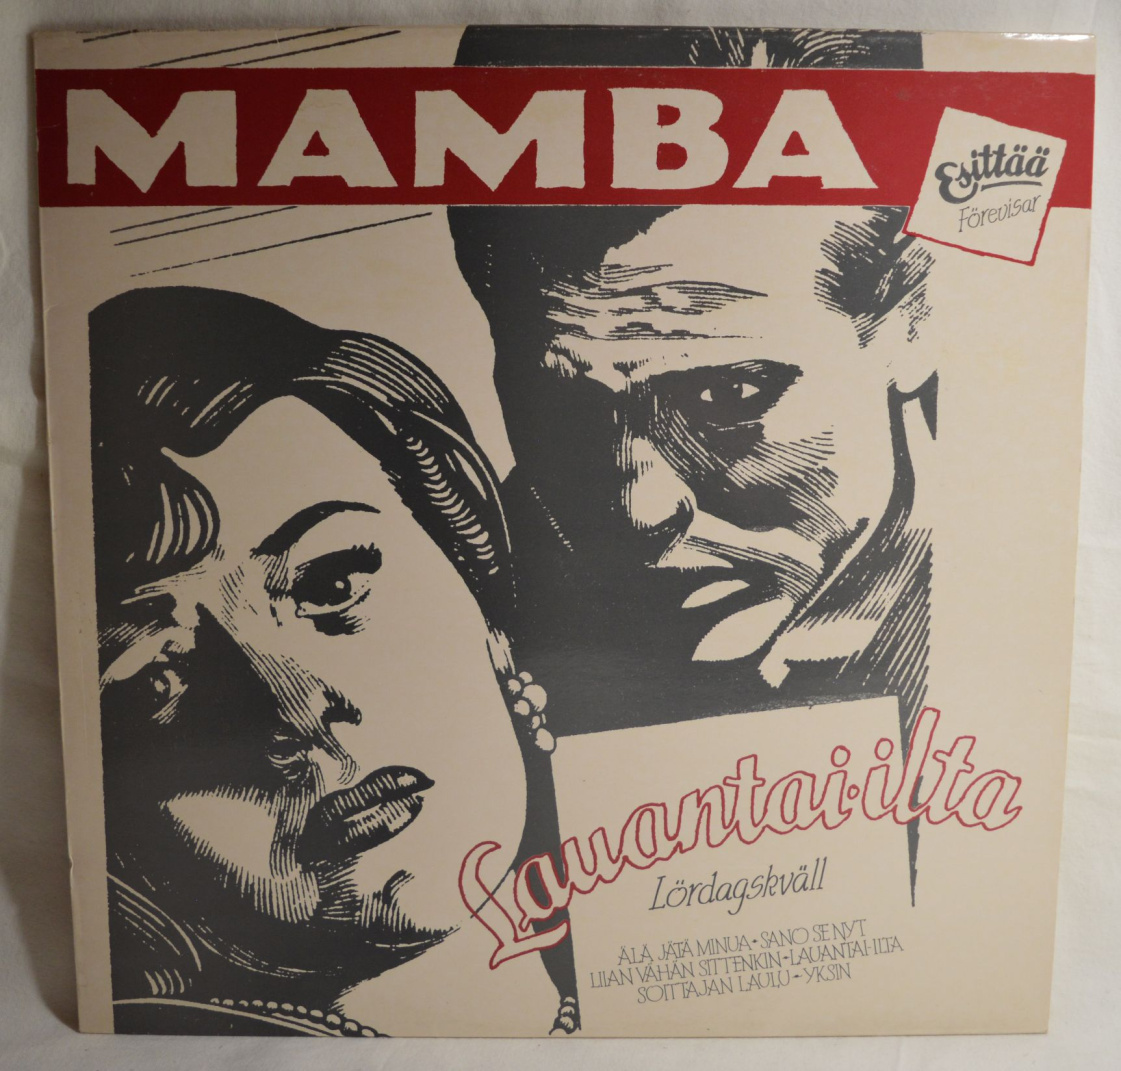 MAMBA
Esittää
Förevisar
Lauantai-ilta
Lördagskväll
ÄLÄ JÄTÄ MINUA • SANO SE NYT
LIIAN VÄHÄN SITTENKIN • LAUANTAI-ILTA
SOITTAJAN LAULU • YKSIN